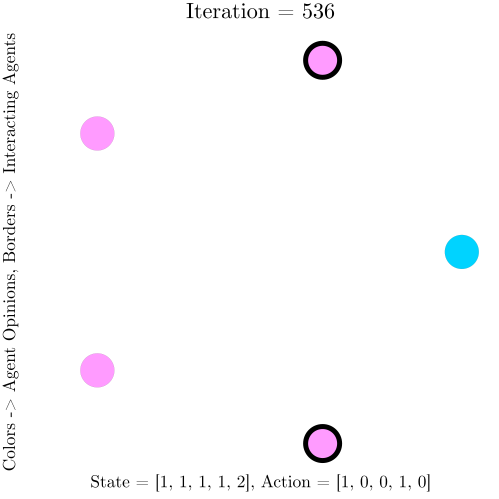 Iteration = 536
Colors -> Agent Opinions, Borders -> Interacting Agents
State = [1, 1, 1, 1, 2], Action = [1, 0, 0, 1, 0]